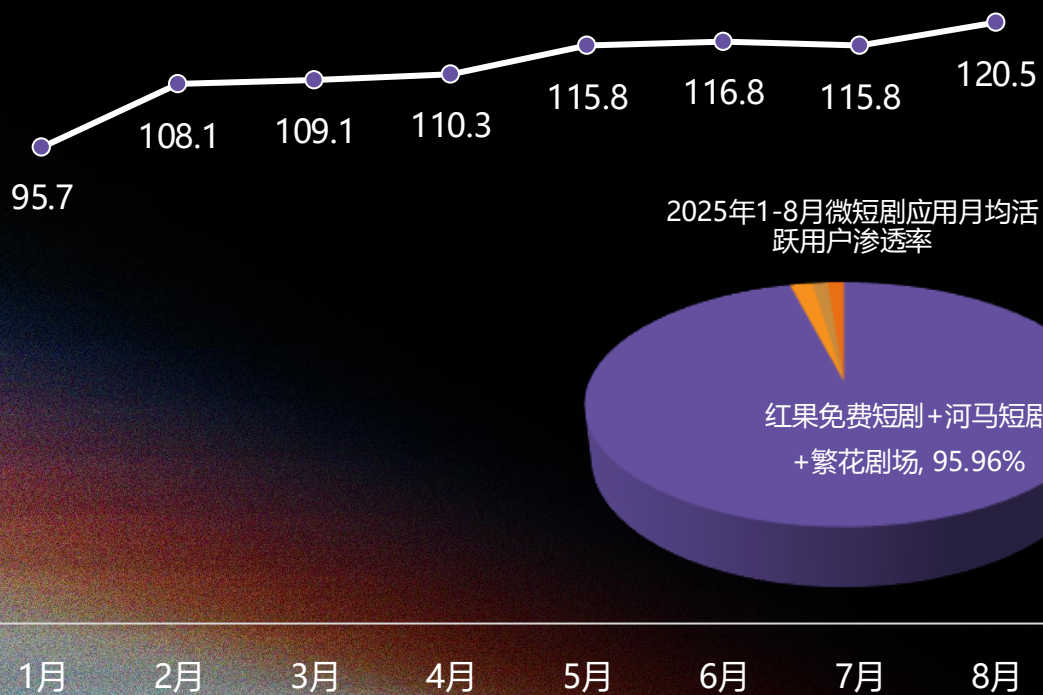 120.5
115.8
116.8
115.8
108.1
109.1
110.3
95.7
2025年1-8月微短剧应用月均活
跃用户渗透率
红果免费短剧+河马短剧
+繁花剧场, 95.96%
1月
2月
3月
4月
5月
6月
7月
8月